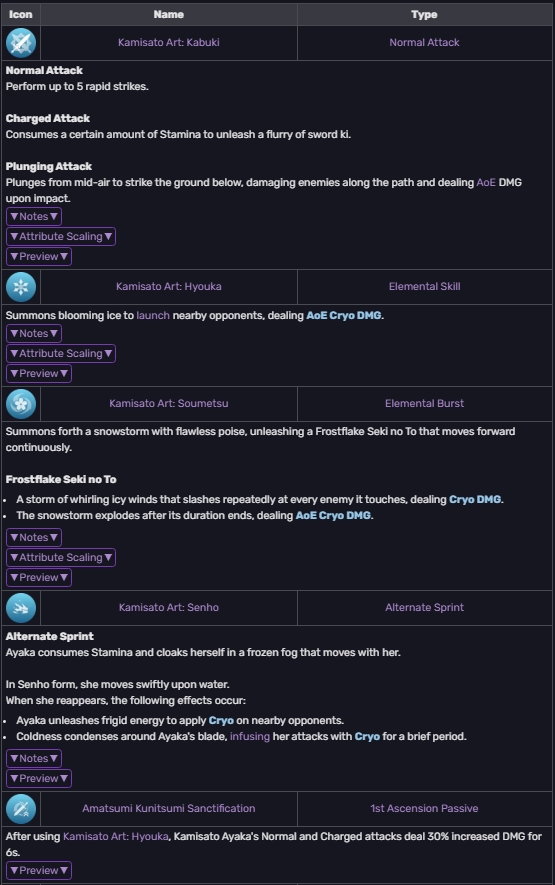 Icon Name Type
Kamisato Art: Kabuki Normal Attack
Normal Attack
Perform up to 5 rapid strikes.
Charged Attack
Consumes a certain amount of Stamina to unleash a flurry of sword ki.
Plunging Attack
Plunges from mid-air to strike the ground below, damaging enemies along the path and dealing AoE DMG
upon impact.
▼Notes▼
▼Attribute Scaling▼
▼Preview▼
Kamisato Art: Hyouka Elemental Skill
Summons blooming ice to launch nearby opponents, dealing AoE Cryo DMG.
▼Notes▼
▼Attribute Scaling▼
▼Preview▼
Kamisato Art: Soumetsu Elemental Burst
Summons forth a snowstorm with flawless poise, unleashing a Frostflake Seki no To that moves forward
continuously.
Frostflake Seki no To
• A storm of whirling icy winds that slashes repeatedly at every enemy it touches, dealing Cryo DMG.
• The snowstorm explodes after its duration ends, dealing AoE Cryo DMG.
▼Notes▼
▼Attribute Scaling▼
▼Preview▼
Kamisato Art: Senho Alternate Sprint
Alternate Sprint
Ayaka consumes Stamina and cloaks herself in a frozen fog that moves with her.
In Senho form, she moves swiftly upon water.
When she reappears, the following effects occur:
• Ayaka unleashes frigid energy to apply Cryo on nearby opponents.
• Coldness condenses around Ayaka's blade, infusing her attacks with Cryo for a brief period.
▼Notes▼
▼Preview▼
Amatsumi Kunitsumi Sanctification 1st Ascension Passive
After using Kamisato Art: Hyouka, Kamisato Ayaka's Normal and Charged attacks deal 30% increased DMG for
6s.
▼Preview▼